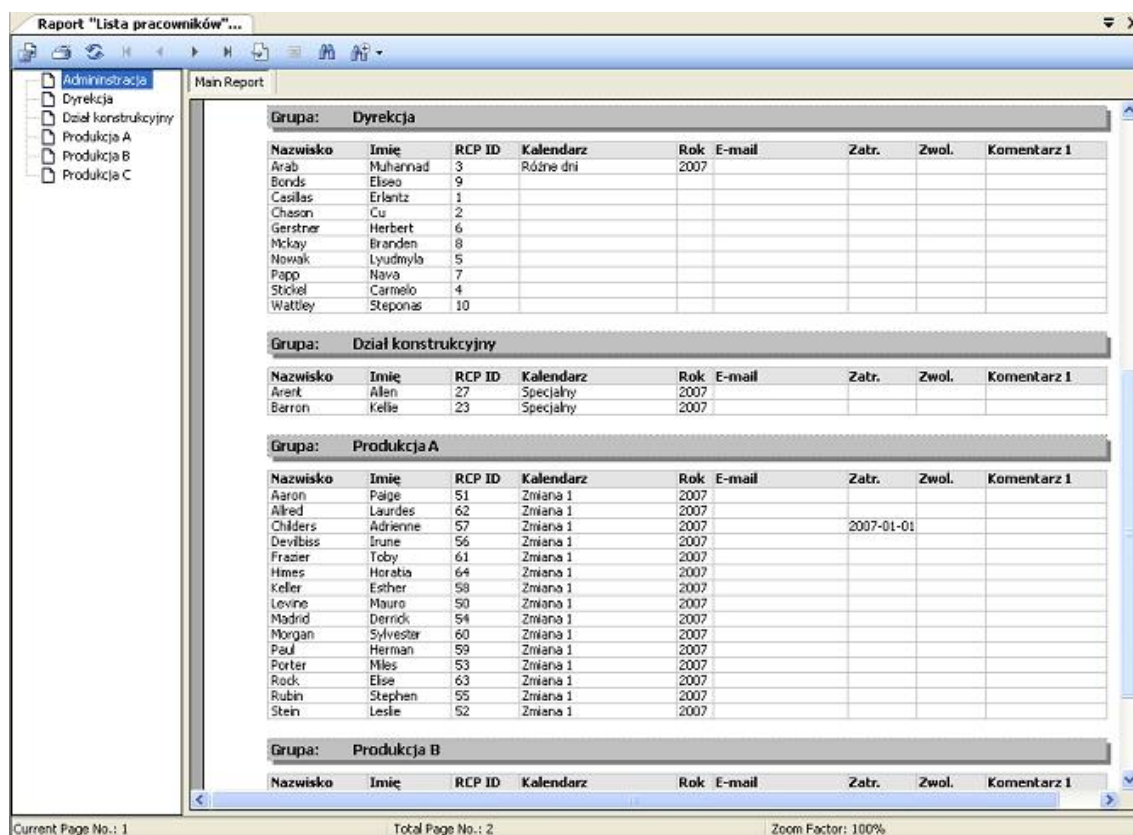 Raport "Lista pracowników"...
Main Report
Admininstracja
Dyrekcja
Dział konstrukcyjny
Produkcja A
Produkcja B
Produkcja C
Grupa: Dyrekcja
Nazwisko Imię RCP ID Kalendarz Rok E-mail Zatr. Zwol. Komentarz 1
Arab Muhannad 3 Różne dni 2007
Bonds Eliseo 9
Casillas Erlantz 1
Chason Cu 2
Gerstner Herbert 6
Mckay Branden 8
Nowak Lyudmyla 5
Papp Nava 7
Stickel Carmelo 4
Wattley Steponas 10
Grupa: Dział konstrukcyjny
Nazwisko Imię RCP ID Kalendarz Rok E-mail Zatr. Zwol. Komentarz 1
Arent Allen 27 Specjalny 2007
Barron Kellie 23 Specjalny 2007
Grupa: Produkcja A
Nazwisko Imię RCP ID Kalendarz Rok E-mail Zatr. Zwol. Komentarz 1
Aaron Paige 51 Zmiana 1 2007
Allred Laurdes 62 Zmiana 1 2007
Childers Adrienne 57 Zmiana 1 2007 2007-01-01
Devilbiss Irune 56 Zmiana 1 2007
Frazier Toby 61 Zmiana 1 2007
Himes Horatia 64 Zmiana 1 2007
Keller Esther 58 Zmiana 1 2007
Levine Mauro 50 Zmiana 1 2007
Madrid Derrick 54 Zmiana 1 2007
Morgan Sylvester 60 Zmiana 1 2007
Paul Herman 59 Zmiana 1 2007
Porter Miles 53 Zmiana 1 2007
Rock Elise 63 Zmiana 1 2007
Rubin Stephen 55 Zmiana 1 2007
Stein Leslie 52 Zmiana 1 2007
Grupa: Produkcja B
Nazwisko Imię RCP ID Kalendarz Rok E-mail Zatr. Zwol. Komentarz 1
Current Page No.: 1 Total Page No.: 2 Zoom Factor: 100%